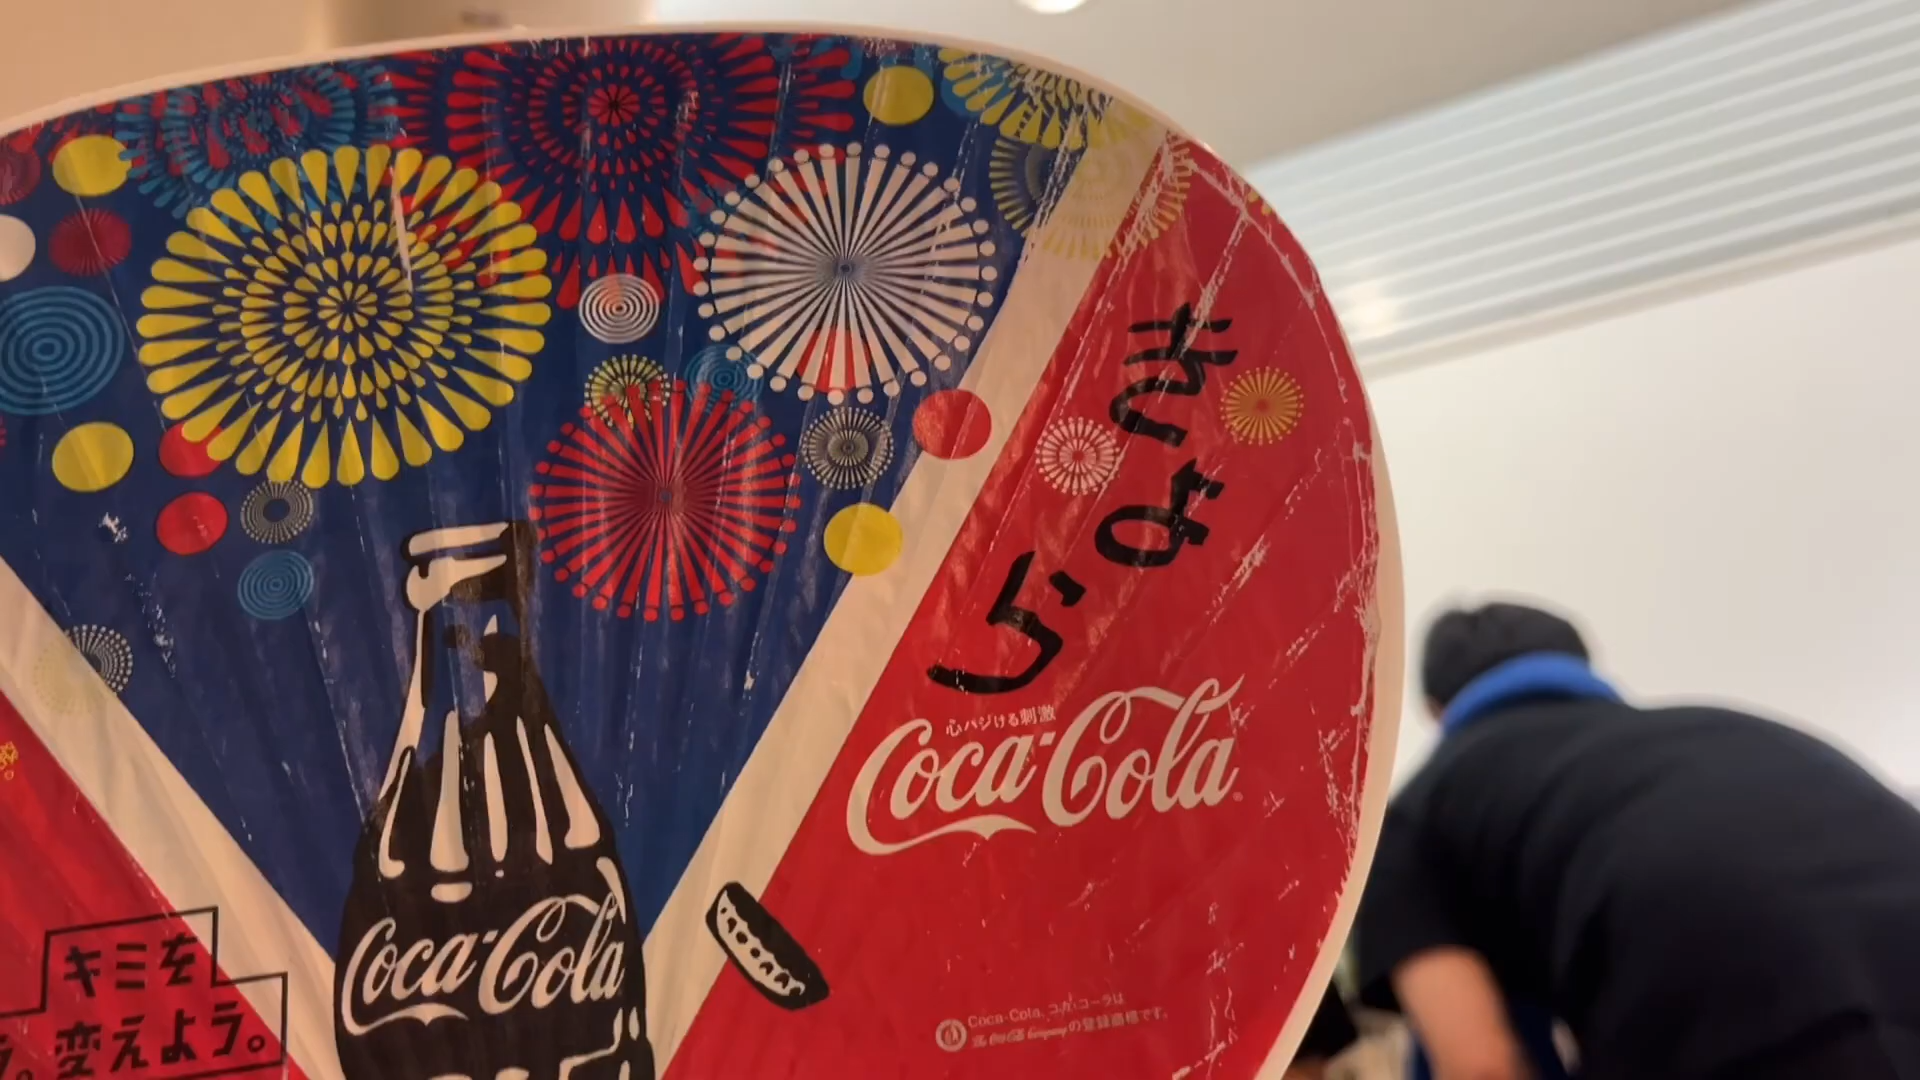 きよら
心ハジける刺激
Coca-Cola
Coca-Cola
キミを
変えよう。
Coca-Cola、コカ・コーラは
The Coca-Cola Companyの登録商標です。